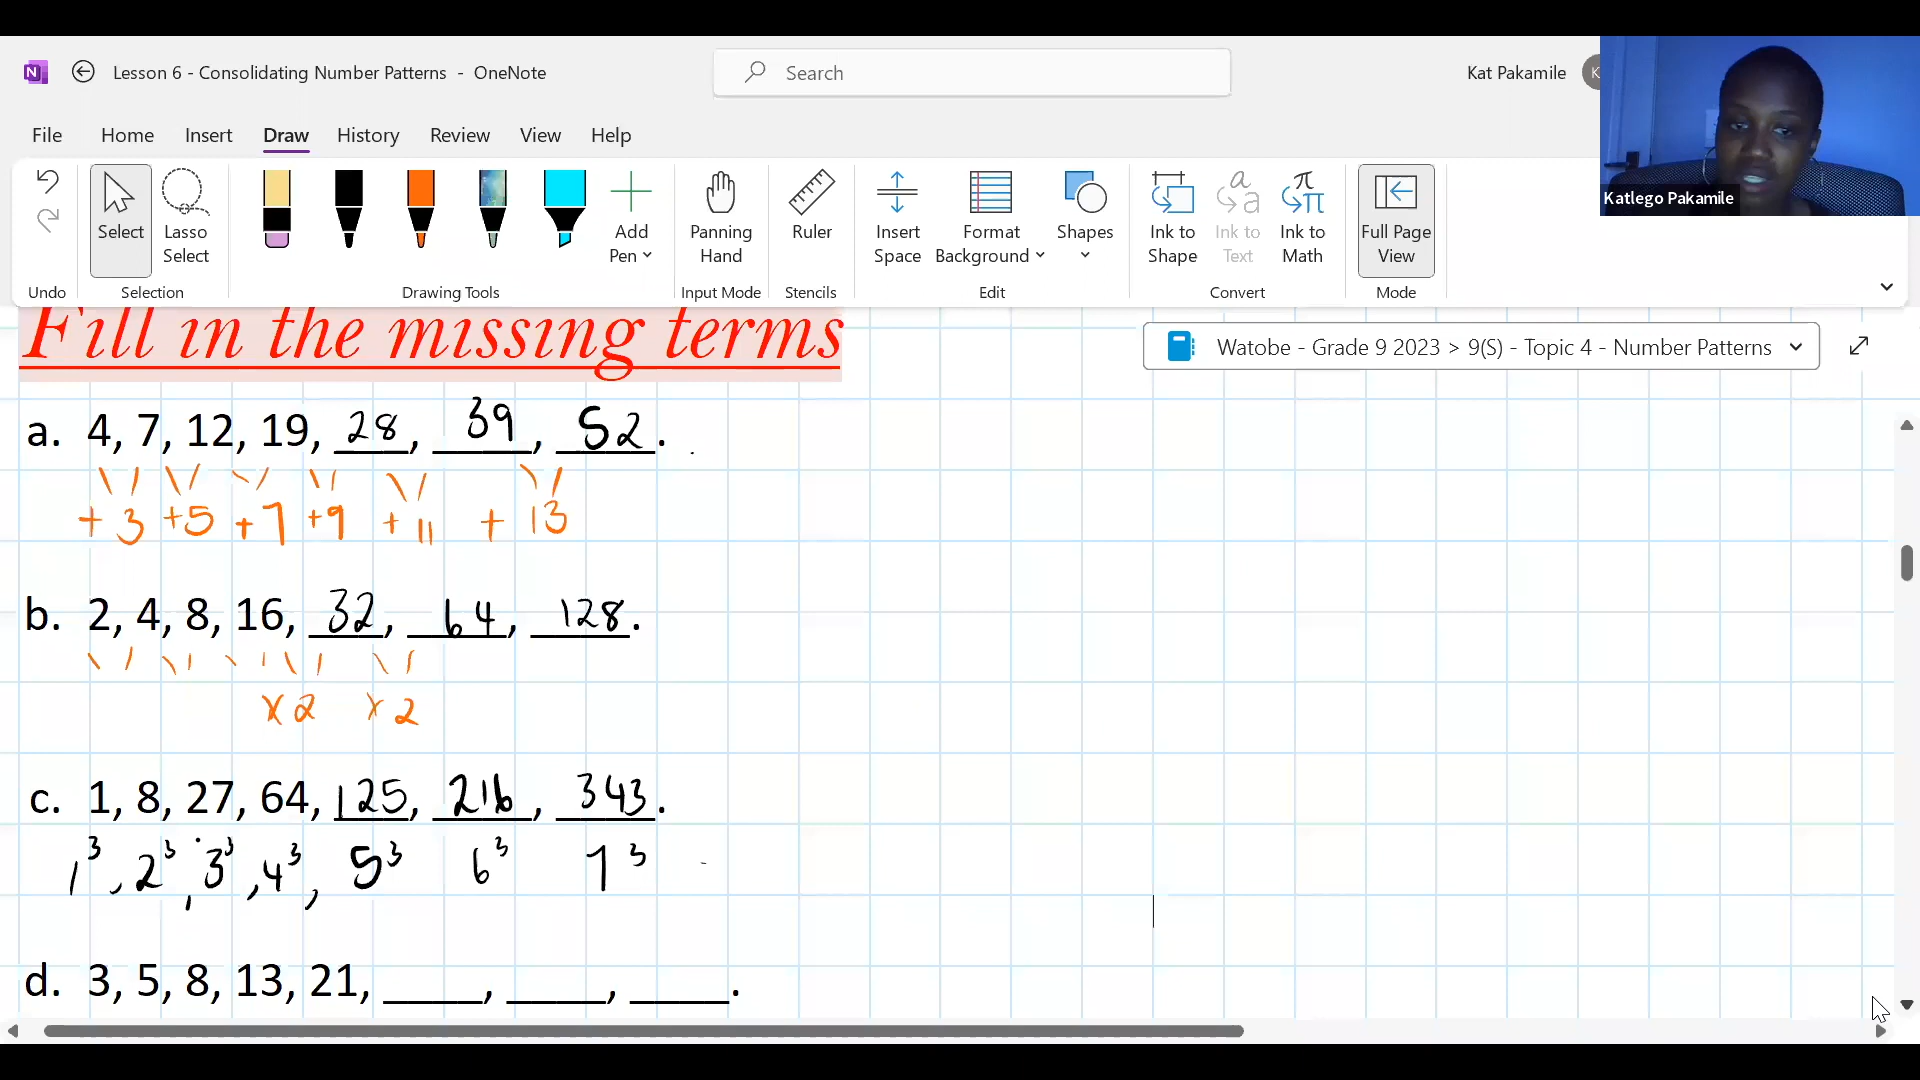 Lesson 6 - Consolidating Number Patterns - OneNote
Search
Kat Pakamile
K
File Home Insert Draw History Review View Help
Katlego Pakamile
Select
Lasso Select
Add Pen
Panning Hand
Ruler
Insert Space
Format Background
Shapes
Ink to Shape
Ink to Text
Ink to Math
Full Page View
Undo Selection Drawing Tools Input Mode Stencils Edit Convert Mode
Fill in the missing terms
Watobe - Grade 9 2023 > 9(S) - Topic 4 - Number Patterns
a. 4, 7, 12, 19, 28, 39, 52.
+3 +5 +7 +9 +11 +13
b. 2, 4, 8, 16, 32, 64, 128.
x2 x2
c. 1, 8, 27, 64, 125, 216, 343.
1³, 2³, 3³, 4³, 5³ 6³ 7³
d. 3, 5, 8, 13, 21, ____, ____, ____.